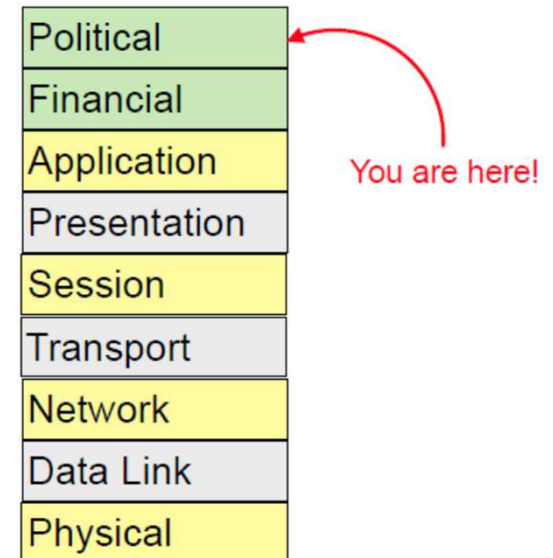 Political
Financial
Application
You are here!
Presentation
Session
Transport
Network
Data Link
Physical